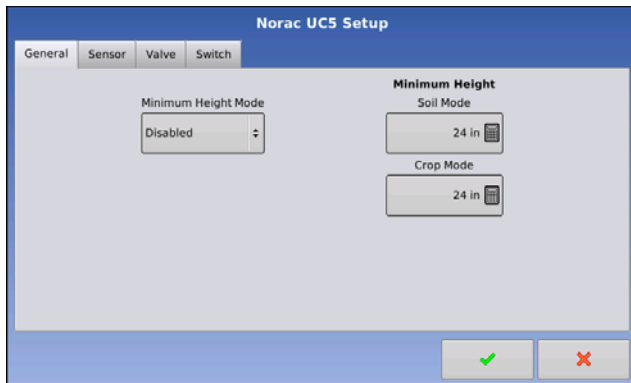 Norac UC5 Setup
General Sensor Valve Switch
Minimum Height
Minimum Height Mode
Soil Mode
Disabled
24 in
Crop Mode
24 in